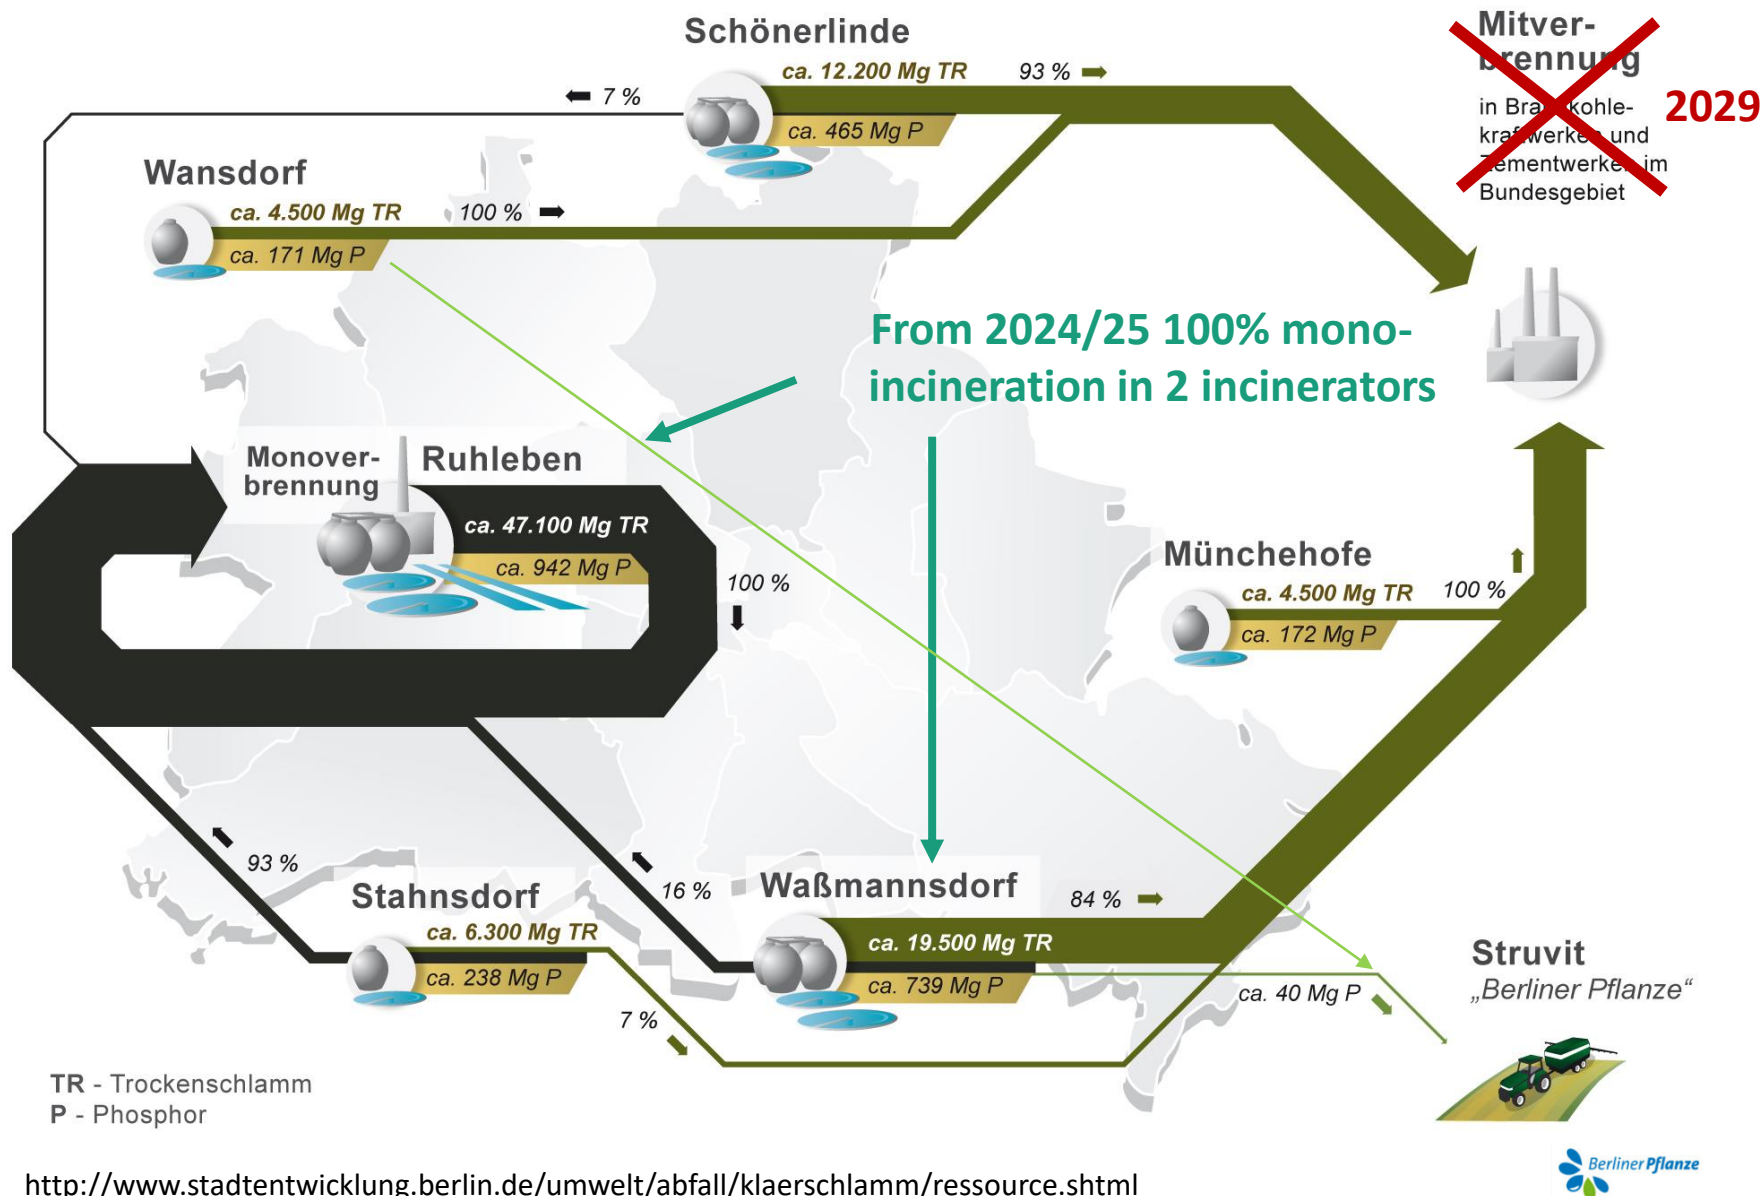 Schönerlinde
ca. 12.200 Mg TR
93 %
7 %
ca. 465 Mg P
Mitver-
brennung
in Braunkohle-
kraftwerken und
Zementwerken im
Bundesgebiet
2029
Wansdorf
ca. 4.500 Mg TR
100 %
ca. 171 Mg P
From 2024/25 100% mono-
incineration in 2 incinerators
Monover-
brennung
Ruhleben
ca. 47.100 Mg TR
ca. 942 Mg P
100 %
Münchehofe
ca. 4.500 Mg TR
100 %
ca. 172 Mg P
93 %
Stahnsdorf
ca. 6.300 Mg TR
ca. 238 Mg P
7 %
16 %
Waßmannsdorf
84 %
ca. 19.500 Mg TR
ca. 739 Mg P
ca. 40 Mg P
Struvit
„Berliner Pflanze“
TR - Trockenschlamm
P - Phosphor
Berliner Pflanze
http://www.stadtentwicklung.berlin.de/umwelt/abfall/klaerschlamm/ressource.shtml